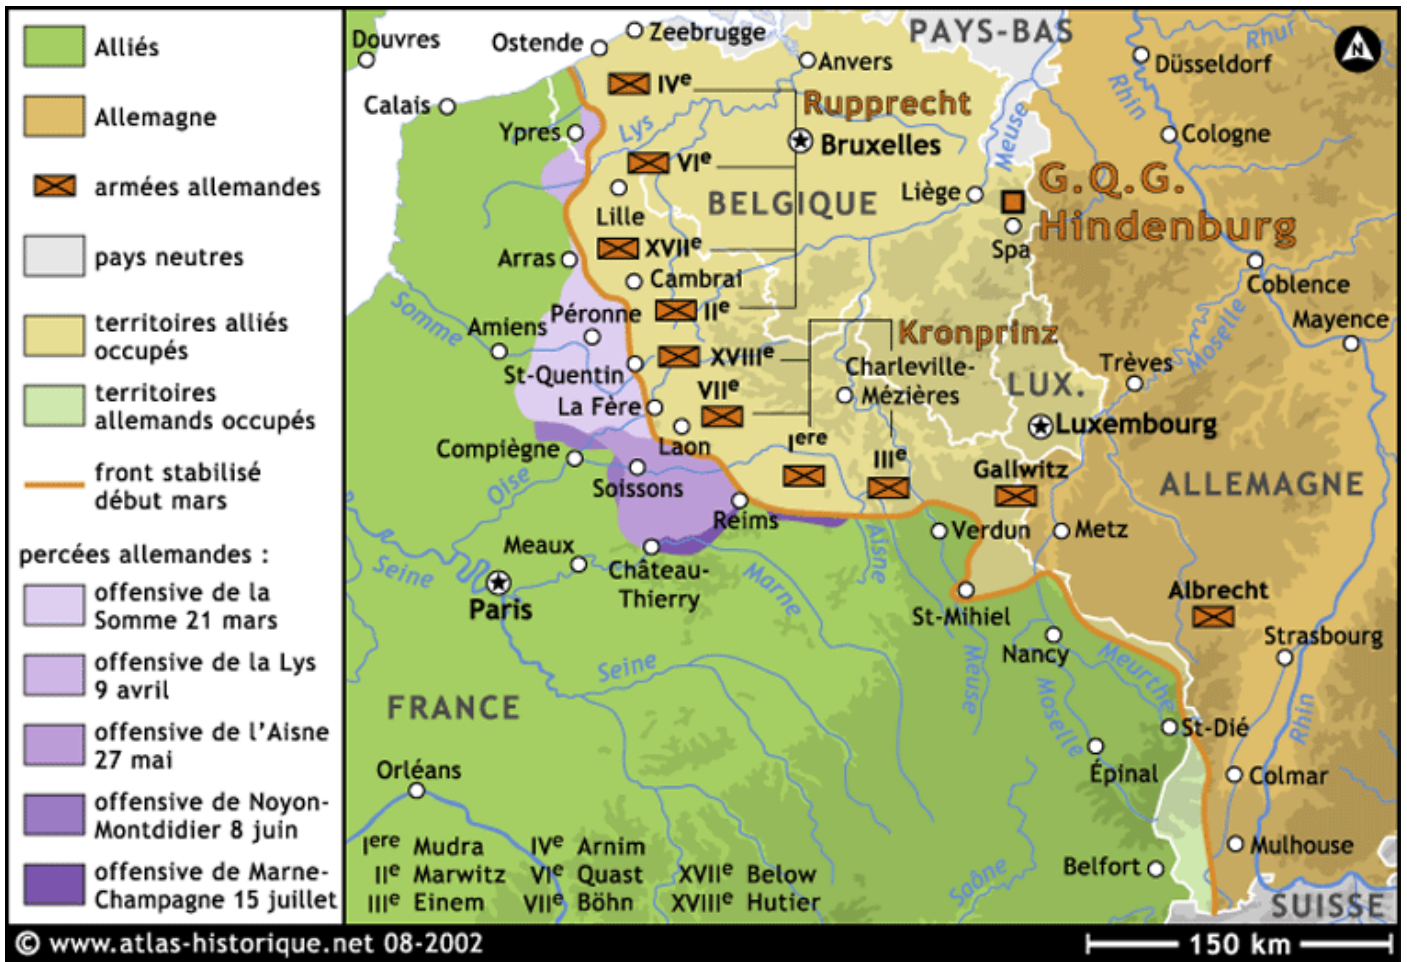 Alliés
Allemagne
armées allemandes
pays neutres
territoires alliés
occupés
territoires
allemands occupés
front stabilisé
début mars
percées allemandes :
offensive de la
Somme 21 mars
offensive de la Lys
9 avril
offensive de l'Aisne
27 mai
offensive de Noyon-
Montdidier 8 juin
offensive de Marne-
Champagne 15 juillet
Douvres
Ostende
Zeebrugge
PAYS-BAS
Rhur
N
Anvers
Düsseldorf
Rhin
Calais
IVe
Rupprecht
Ypres
Lys
Bruxelles
Meuse
Cologne
VIe
Liège
G.Q.G.
Hindenburg
Lille
BELGIQUE
Spa
XVIIe
Arras
Cambrai
Coblence
Somme
Péronne
IIe
Amiens
Kronprinz
Mayence
Moselle
St-Quentin
XVIIIe
Charleville-
Mézières
Trèves
VIIe
LUX.
La Fère
Luxembourg
Compiègne
Laon
Iere
IIIe
Gallwitz
ALLEMAGNE
Oise
Soissons
Reims
Verdun
Metz
Meaux
Aisne
Seine
Château-
Thierry
Marne
Paris
St-Mihiel
Albrecht
Strasbourg
Nancy
Meurthe
Seine
Meuse
Moselle
Rhin
FRANCE
St-Dié
Orléans
Épinal
Colmar
Mulhouse
Belfort
Saône
SUISSE
Iere Mudra
IVe Arnim
IIe Marwitz
VIe Quast
XVIIe Below
IIIe Einem
VIIe Böhn
XVIIIe Hutier
© www.atlas-historique.net 08-2002
150 km